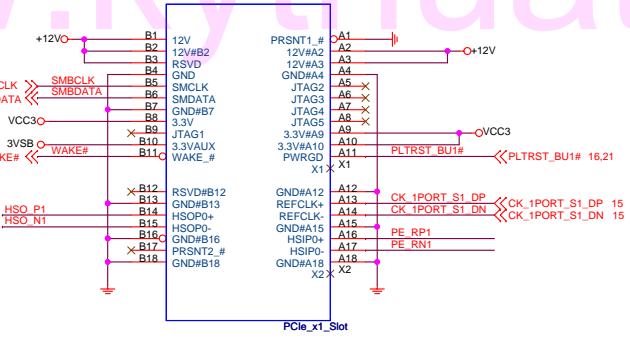 +12V B1 12V PRSNT1_# A1
B2 12V#B2 12V#A2 A2 +12V
B3 RSVD 12V#A3 A3
B4 GND GND#A4 A4
CLK SMBCLK B5 SMCLK JTAG2 A5
DATA SMBDATA B6 SMDATA JTAG3 A6
B7 GND#B7 JTAG4 A7
VCC3 B8 3.3V JTAG5 A8
B9 JTAG1 3.3V#A9 A9 VCC3
3VSB B10 3.3VAUX 3.3V#A10 A10
KE# WAKE# B11 WAKE_# PWRGD A11 PLTRST_BU1# PLTRST_BU1# 16,21
X1 X1
B12 RSVD#B12 GND#A12 A12
B13 GND#B13 REFCLK+ A13 CK_1PORT_S1_DP CK_1PORT_S1_DP 15
HSO_P1 B14 HSOP0+ REFCLK- A14 CK_1PORT_S1_DN CK_1PORT_S1_DN 15
HSO_N1 B15 HSOP0- GND#A15 A15
B16 GND#B16 HSIP0+ A16 PE_RP1
B17 PRSNT2_# HSIP0- A17 PE_RN1
B18 GND#B18 GND#A18 A18
X2 X2
PCIe_x1_Slot